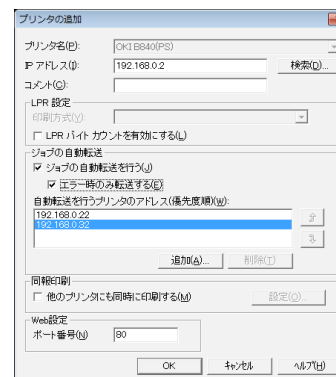 プリンタの追加
プリンタ名(P): OKI B840(PS)
IP アドレス(I): 192.168.0.2 検索(D)...
コメント(C):
LPR 設定
印刷方式(Y):
LPR バイト カウントを有効にする(L)
ジョブの自動転送
ジョブの自動転送を行う(J)
エラー時のみ転送する(E)
自動転送を行うプリンタのアドレス(優先度順)(W):
192.168.0.22
192.168.0.32
追加(A)... 削除(T)
同報印刷
他のプリンタにも同時に印刷する(M) 設定(O)...
Web設定
ポート番号(N) 80
OK キャンセル ヘルプ(H)